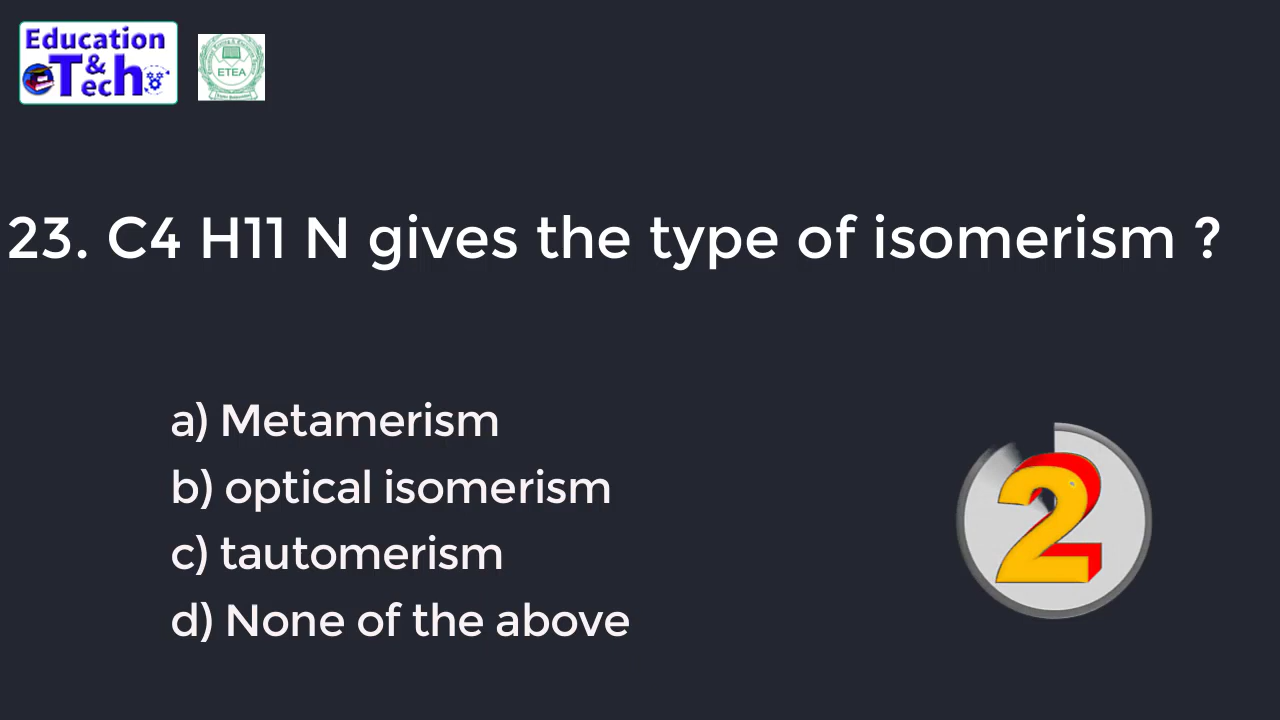 Education
&
Tech
ETEA
23. C4 H11 N gives the type of isomerism ?
a) Metamerism
b) optical isomerism
c) tautomerism
d) None of the above
2